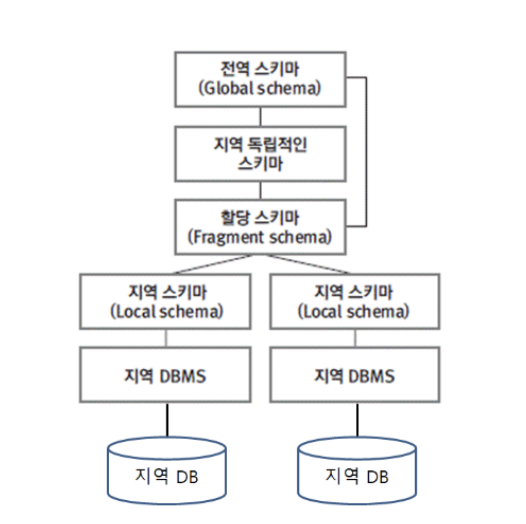 전역 스키마
(Global schema)
지역 독립적인
스키마
할당 스키마
(Fragment schema)
지역 스키마
(Local schema)
지역 스키마
(Local schema)
지역 DBMS
지역 DBMS
지역 DB
지역 DB